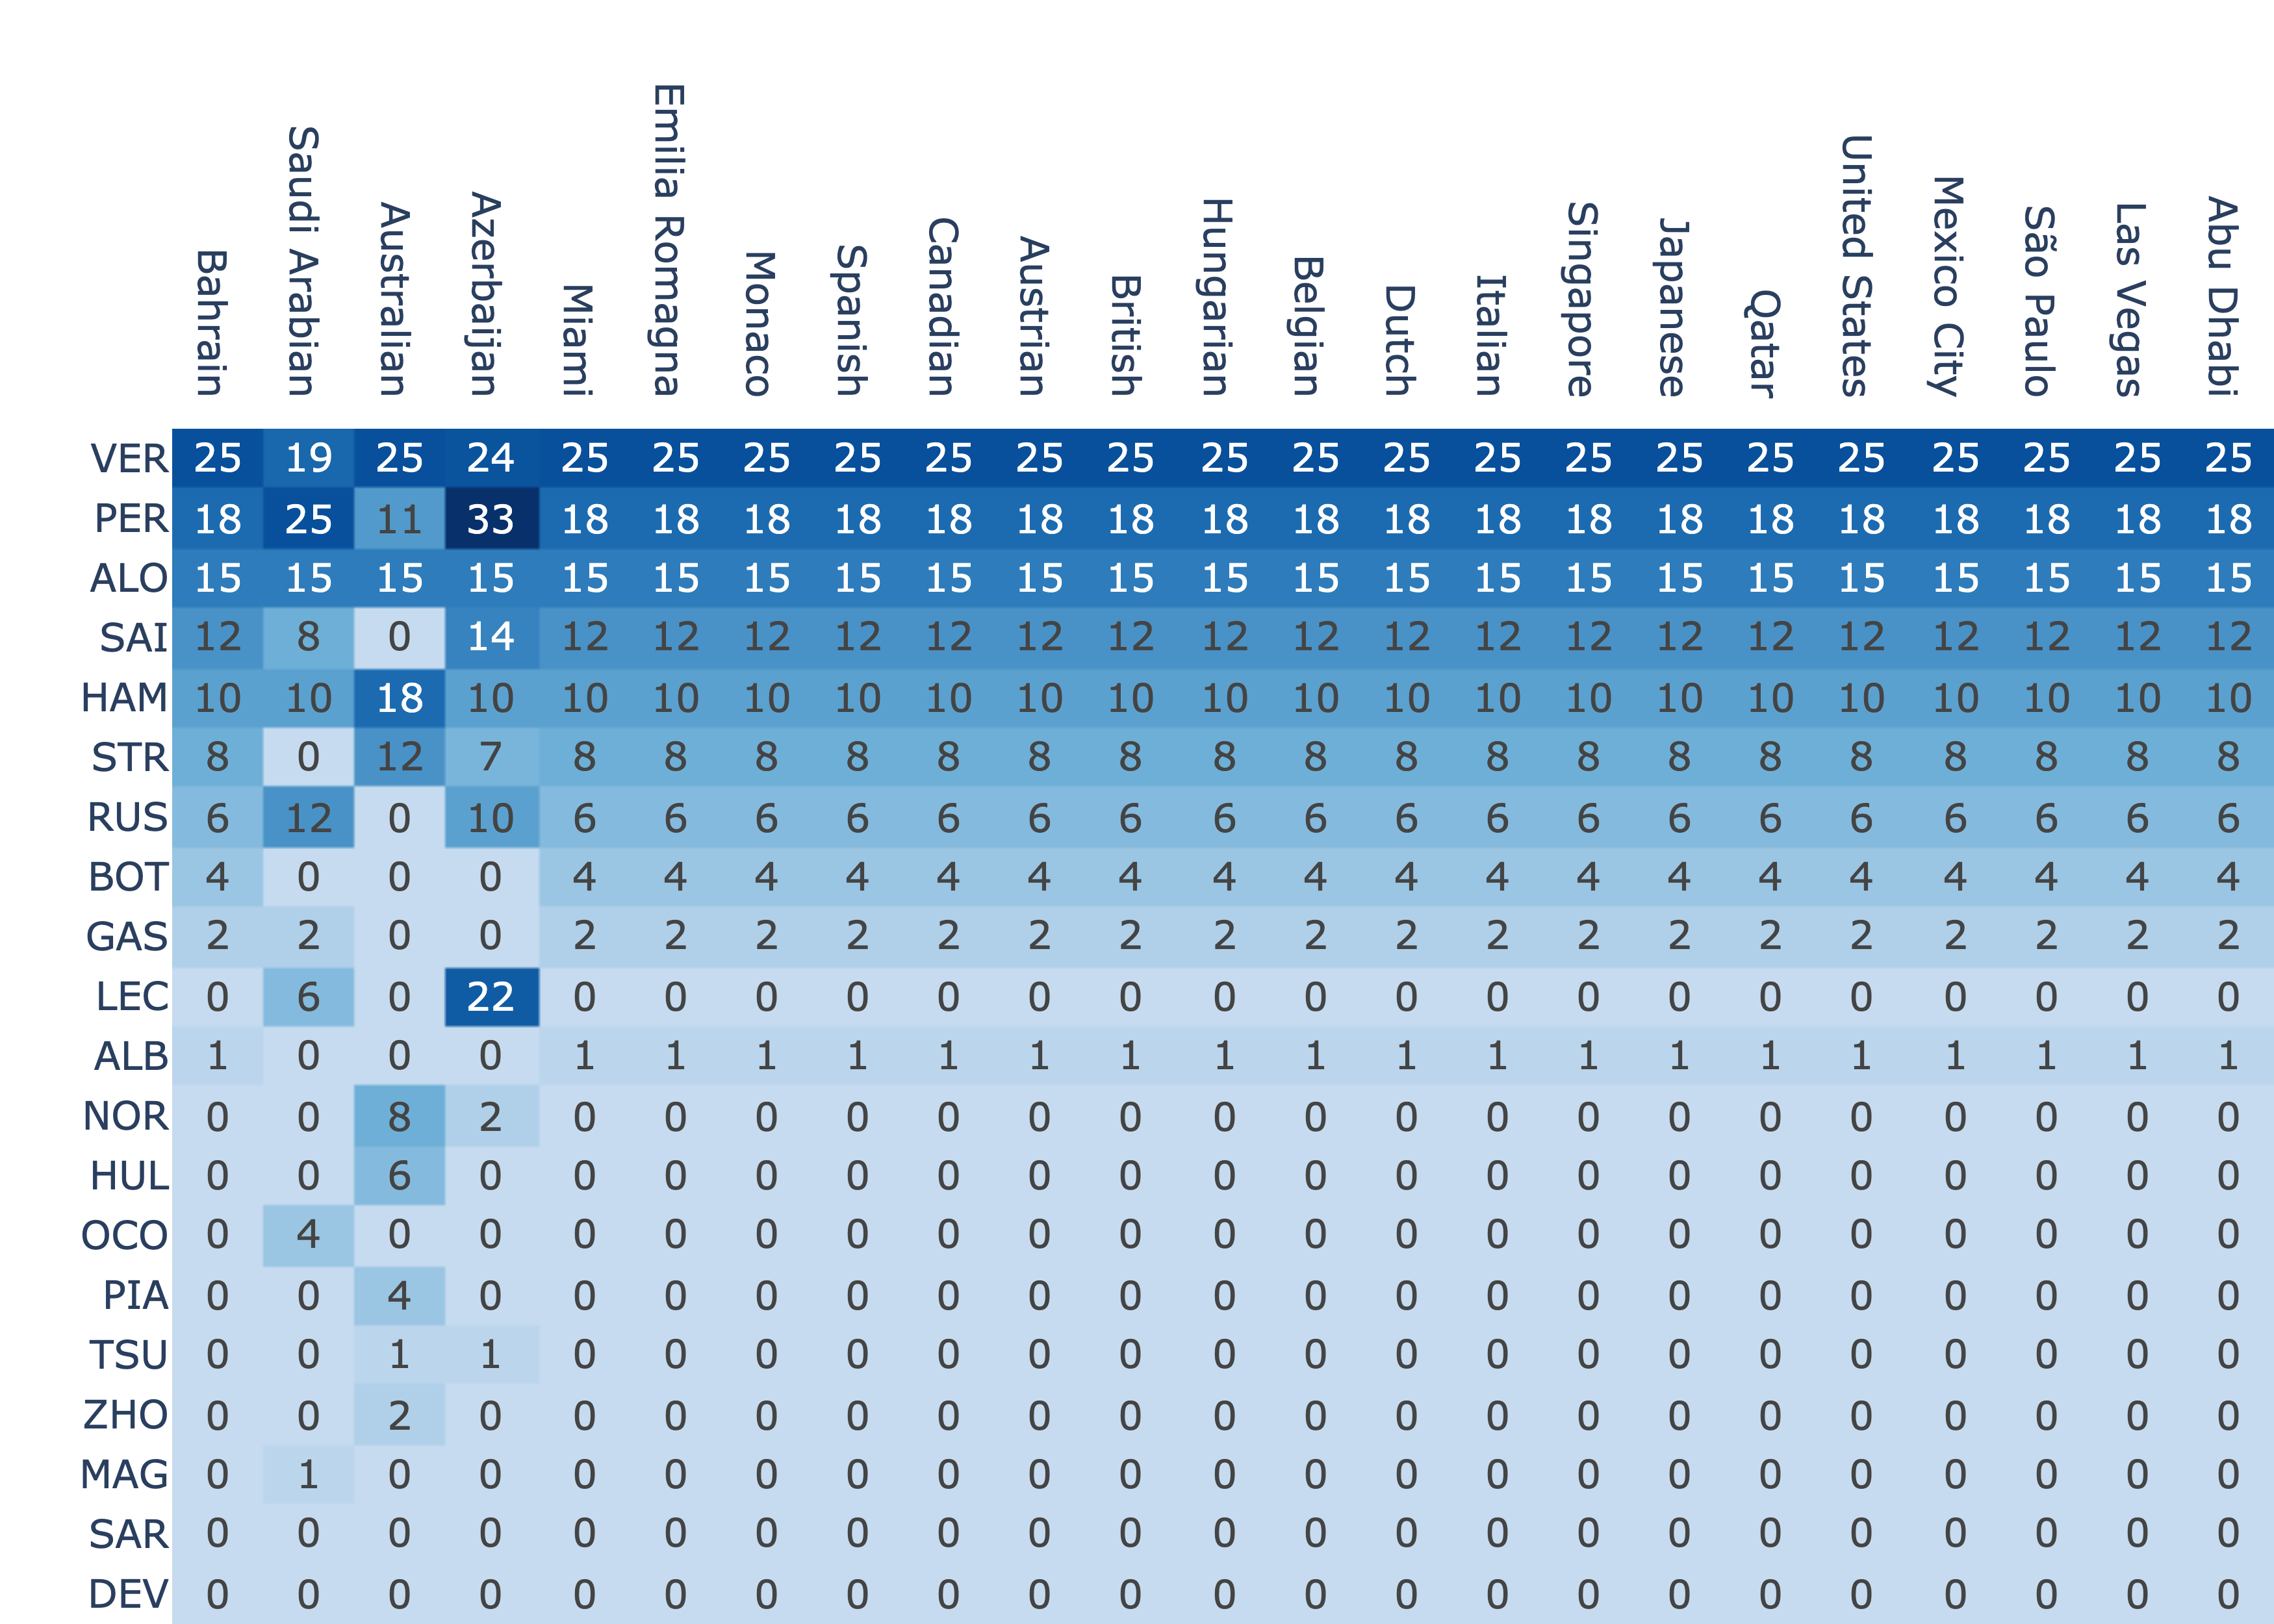 Bahrain Saudi Arabian Australian Azerbaijan Miami Emilia Romagna Monaco Spanish Canadian Austrian British Hungarian Belgian Dutch Italian Singapore Japanese Qatar United States Mexico City São Paulo Las Vegas Abu Dhabi
VER 25 19 25 24 25 25 25 25 25 25 25 25 25 25 25 25 25 25 25 25 25 25 25
PER 18 25 11 33 18 18 18 18 18 18 18 18 18 18 18 18 18 18 18 18 18 18 18
ALO 15 15 15 15 15 15 15 15 15 15 15 15 15 15 15 15 15 15 15 15 15 15 15
SAI 12 8 0 14 12 12 12 12 12 12 12 12 12 12 12 12 12 12 12 12 12 12 12
HAM 10 10 18 10 10 10 10 10 10 10 10 10 10 10 10 10 10 10 10 10 10 10 10
STR 8 0 12 7 8 8 8 8 8 8 8 8 8 8 8 8 8 8 8 8 8 8 8
RUS 6 12 0 10 6 6 6 6 6 6 6 6 6 6 6 6 6 6 6 6 6 6 6
BOT 4 0 0 0 4 4 4 4 4 4 4 4 4 4 4 4 4 4 4 4 4 4 4
GAS 2 2 0 0 2 2 2 2 2 2 2 2 2 2 2 2 2 2 2 2 2 2 2
LEC 0 6 0 22 0 0 0 0 0 0 0 0 0 0 0 0 0 0 0 0 0 0 0
ALB 1 0 0 0 1 1 1 1 1 1 1 1 1 1 1 1 1 1 1 1 1 1 1
NOR 0 0 8 2 0 0 0 0 0 0 0 0 0 0 0 0 0 0 0 0 0 0 0
HUL 0 0 6 0 0 0 0 0 0 0 0 0 0 0 0 0 0 0 0 0 0 0 0
OCO 0 4 0 0 0 0 0 0 0 0 0 0 0 0 0 0 0 0 0 0 0 0 0
PIA 0 0 4 0 0 0 0 0 0 0 0 0 0 0 0 0 0 0 0 0 0 0 0
TSU 0 0 1 1 0 0 0 0 0 0 0 0 0 0 0 0 0 0 0 0 0 0 0
ZHO 0 0 2 0 0 0 0 0 0 0 0 0 0 0 0 0 0 0 0 0 0 0 0
MAG 0 1 0 0 0 0 0 0 0 0 0 0 0 0 0 0 0 0 0 0 0 0 0
SAR 0 0 0 0 0 0 0 0 0 0 0 0 0 0 0 0 0 0 0 0 0 0 0
DEV 0 0 0 0 0 0 0 0 0 0 0 0 0 0 0 0 0 0 0 0 0 0 0